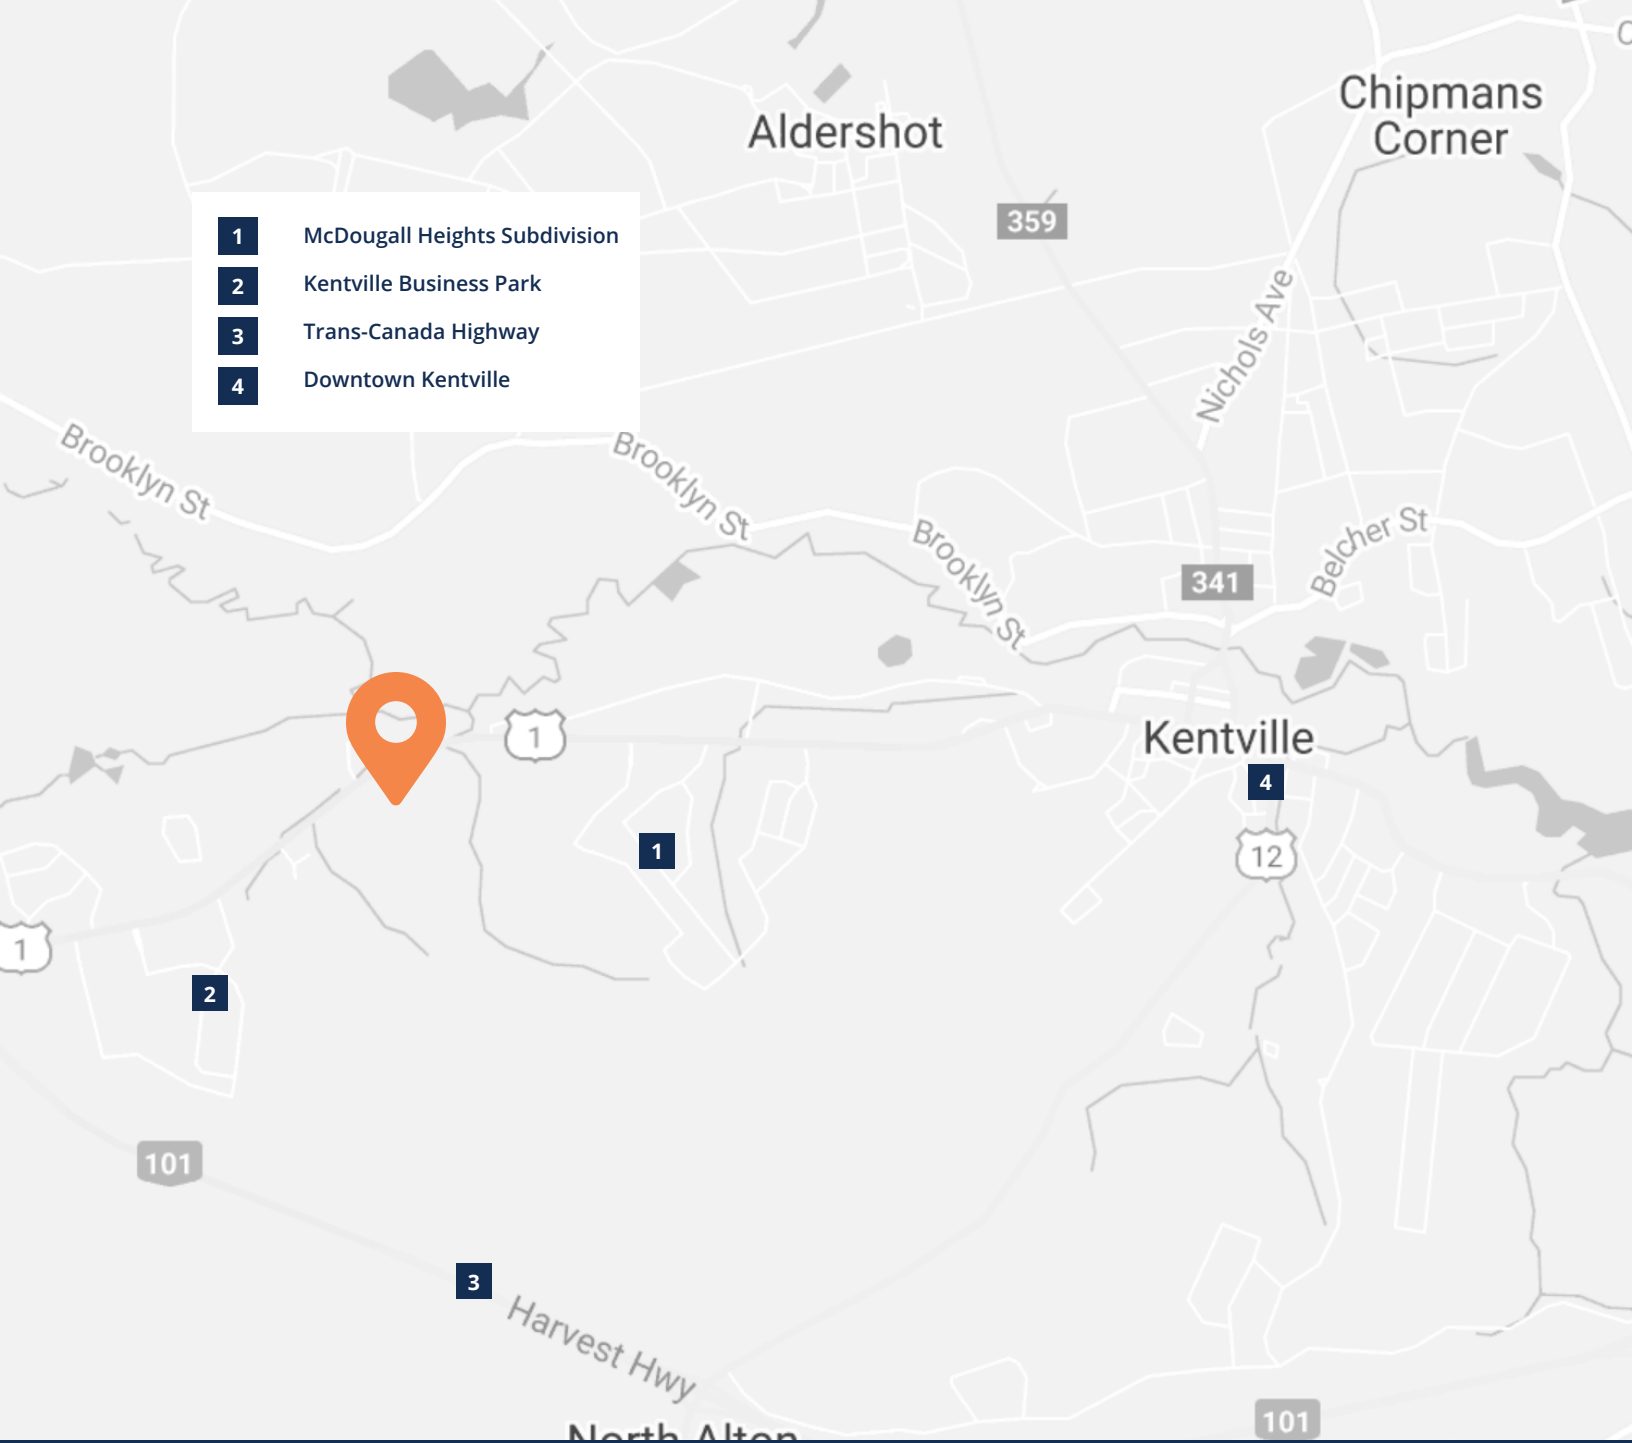 Chipmans
Corner
Aldershot
359
1 McDougall Heights Subdivision
2 Kentville Business Park
3 Trans-Canada Highway
4 Downtown Kentville
Nichols Ave
Brooklyn St
Brooklyn St
Brooklyn St
Belcher St
341
1
Kentville
4
1
12
1
2
101
3
Harvest Hwy
101
North Alton